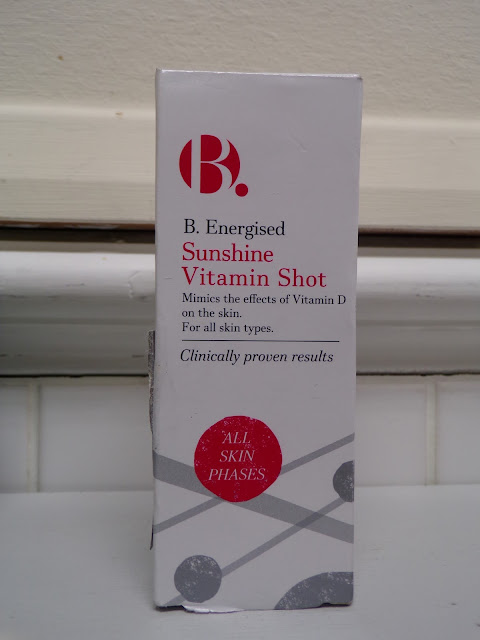 B.
B. Energised
Sunshine
Vitamin Shot
Mimics the effects of Vitamin D
on the skin.
For all skin types.
Clinically proven results
ALL
SKIN
PHASES